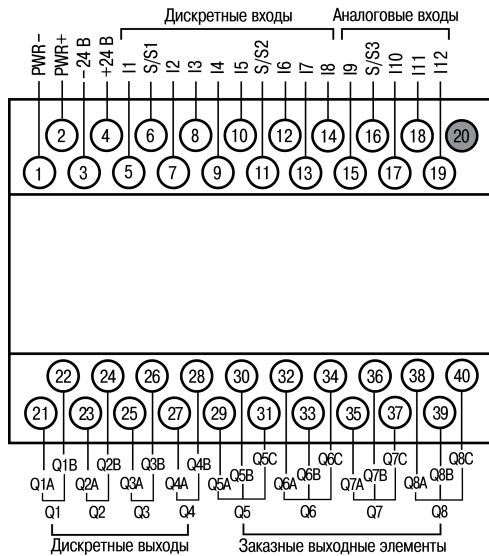 Дискретные входы Аналоговые входы
PWR– PWR+ –24 В +24 В I1 S/S1 I2 I3 I4 I5 S/S2 I6 I7 I8 I9 S/S3 I10 I11 I12
2 4 6 8 10 12 14 16 18 20
1 3 5 7 9 11 13 15 17 19
22 24 26 28 30 32 34 36 38 40
21 23 25 27 29 31 33 35 37 39
Q1B Q2B Q3B Q4B Q5C Q6C Q7C Q8C
Q5B Q6B Q7B Q8B
Q1A Q2A Q3A Q4A Q5A Q6A Q7A Q8A
Q1 Q2 Q3 Q4 Q5 Q6 Q7 Q8
Дискретные выходы Заказные выходные элементы